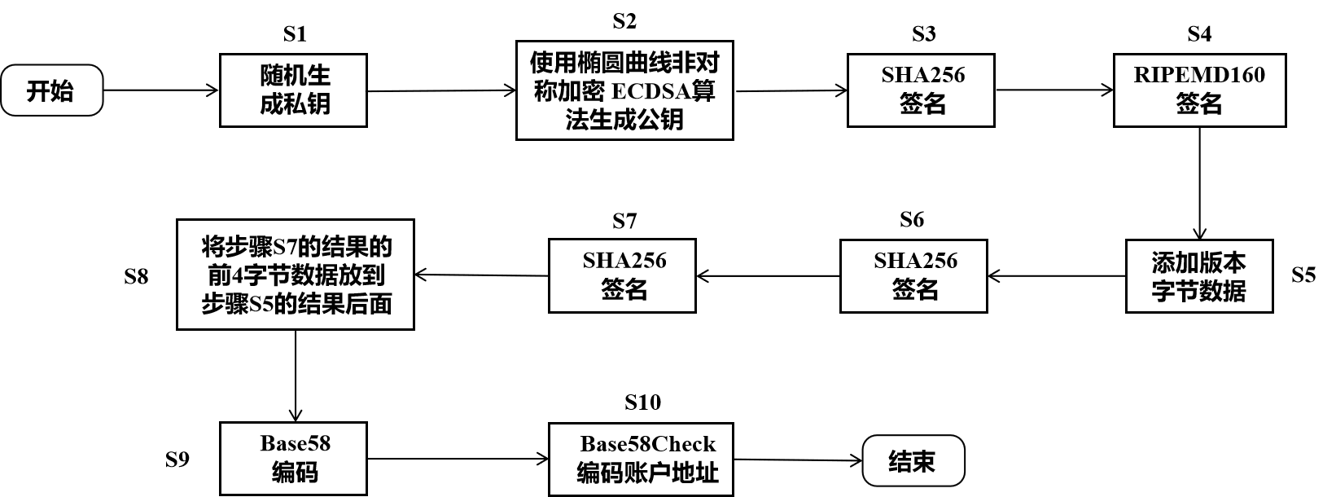 开始
S1
随机生
成私钥
S2
使用椭圆曲线非对
称加密 ECDSA算
法生成公钥
S3
SHA256
签名
S4
RIPEMD160
签名
添加版本
字节数据
S5
S6
SHA256
签名
S7
SHA256
签名
S8
将步骤S7的结果的
前4字节数据放到
步骤S5的结果后面
S9
Base58
编码
S10
Base58Check
编码账户地址
结束